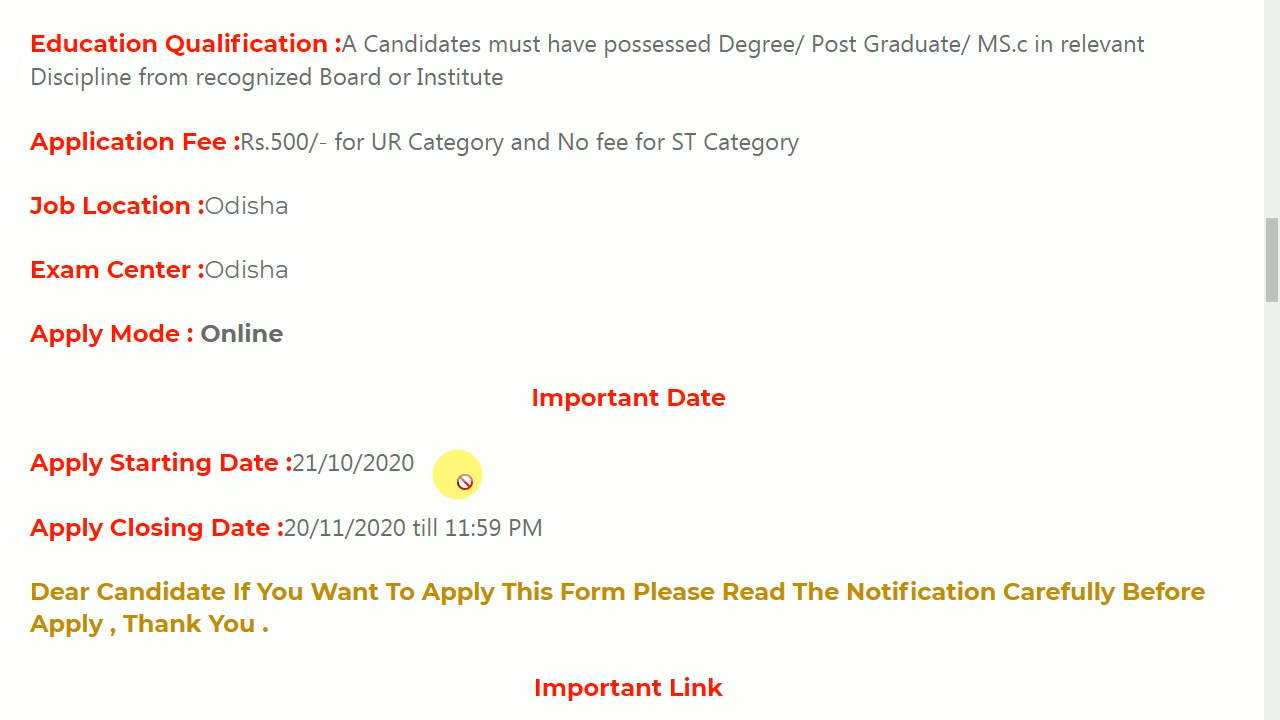 Education Qualification :A Candidates must have possessed Degree/ Post Graduate/ MS.c in relevant
Discipline from recognized Board or Institute
Application Fee :Rs.500/- for UR Category and No fee for ST Category
Job Location :Odisha
Exam Center :Odisha
Apply Mode : Online
Important Date
Apply Starting Date :21/10/2020
Apply Closing Date :20/11/2020 till 11:59 PM
Dear Candidate If You Want To Apply This Form Please Read The Notification Carefully Before
Apply , Thank You .
Important Link